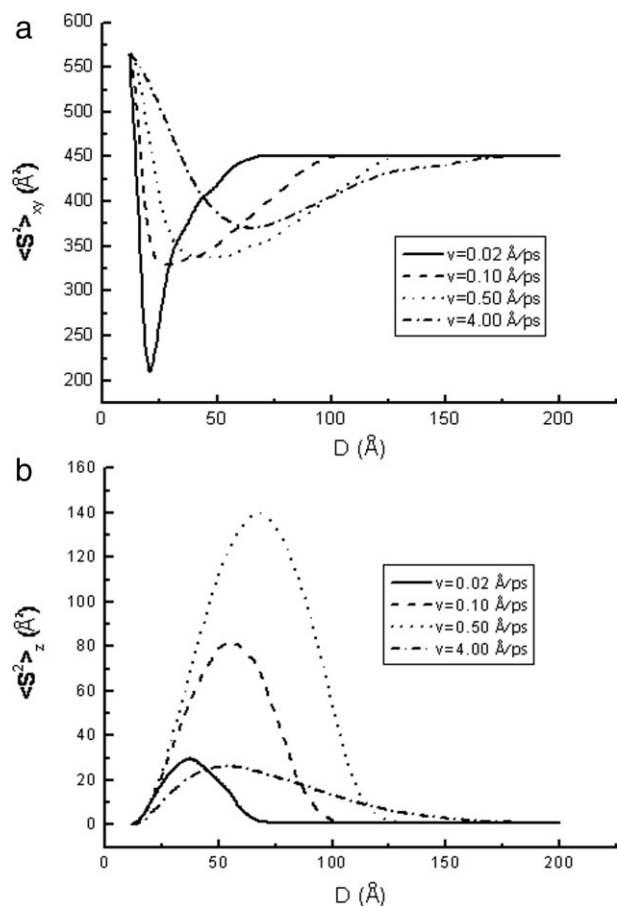 a
600
550
500
450
400
350
300
250
200
<S²>xy (Å²)
v=0.02 Å/ps
v=0.10 Å/ps
v=0.50 Å/ps
v=4.00 Å/ps
0 50 100 150 200
D (Å)
b
160
140
120
100
80
60
40
20
0
<S²>z (Å²)
v=0.02 Å/ps
v=0.10 Å/ps
v=0.50 Å/ps
v=4.00 Å/ps
0 50 100 150 200
D (Å)